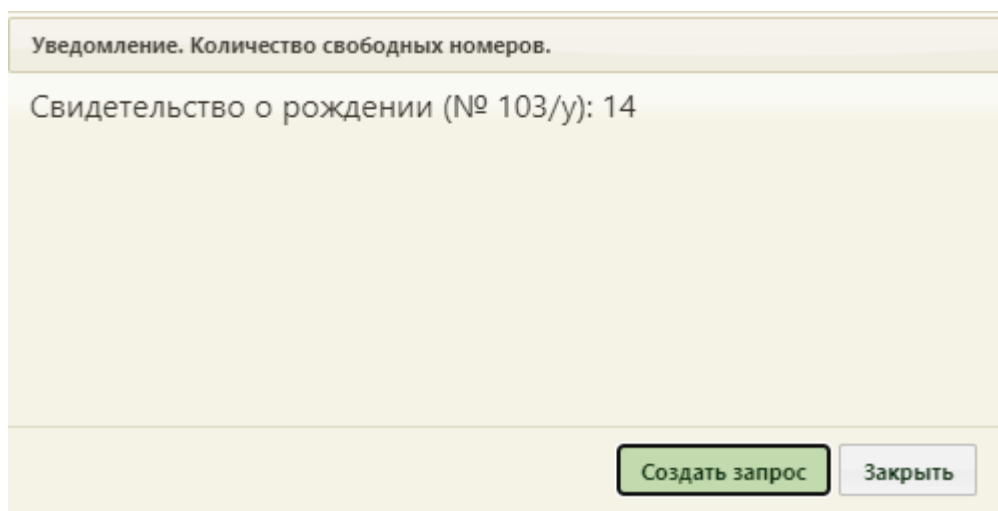 Уведомление. Количество свободных номеров.
Свидетельство о рождении (№ 103/у): 14
Создать запрос
Закрыть